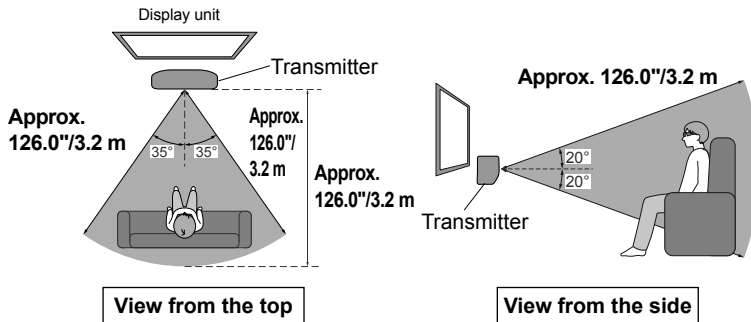 Display unit
Transmitter
Approx.
126.0"/3.2 m
35°
35°
Approx.
126.0"/
3.2 m
Approx.
126.0"/3.2 m
View from the top
Approx. 126.0"/3.2 m
20°
20°
Transmitter
View from the side